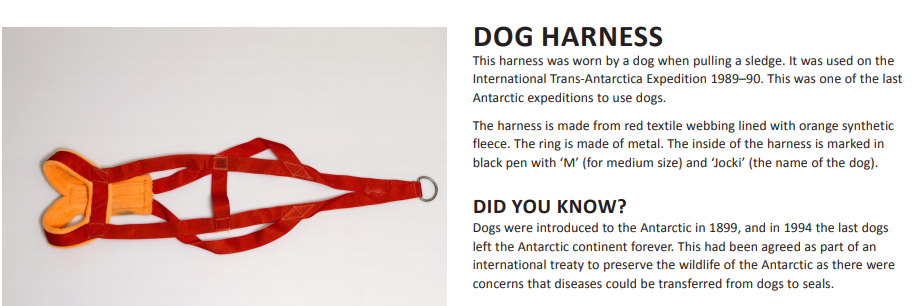 DOG HARNESS
This harness was worn by a dog when pulling a sledge. It was used on the
International Trans-Antarctica Expedition 1989–90. This was one of the last
Antarctic expeditions to use dogs.
The harness is made from red textile webbing lined with orange synthetic
fleece. The ring is made of metal. The inside of the harness is marked in
black pen with ‘M’ (for medium size) and ‘Jocki’ (the name of the dog).
DID YOU KNOW?
Dogs were introduced to the Antarctic in 1899, and in 1994 the last dogs
left the Antarctic continent forever. This had been agreed as part of an
international treaty to preserve the wildlife of the Antarctic as there were
concerns that diseases could be transferred from dogs to seals.